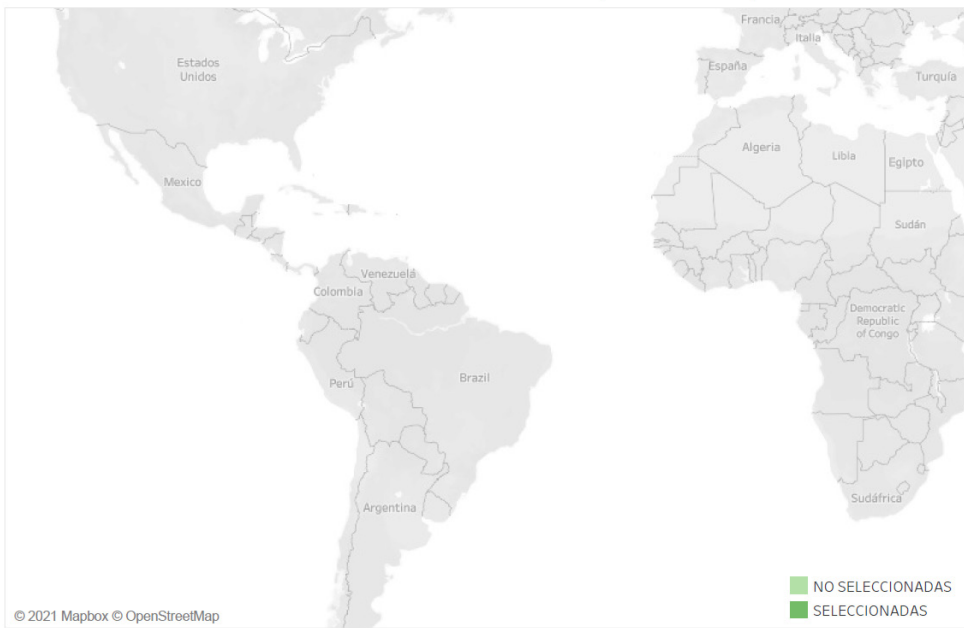 Francia
Italia
Estados
Unidos
España
Turquía
Algeria
Libia
Egipto
Mexico
Sudán
Venezuela
Colombia
Democratic
Republic
of Congo
Perú
Brazil
Sudáfrica
Argentina
NO SELECCIONADAS
SELECCIONADAS
© 2021 Mapbox © OpenStreetMap